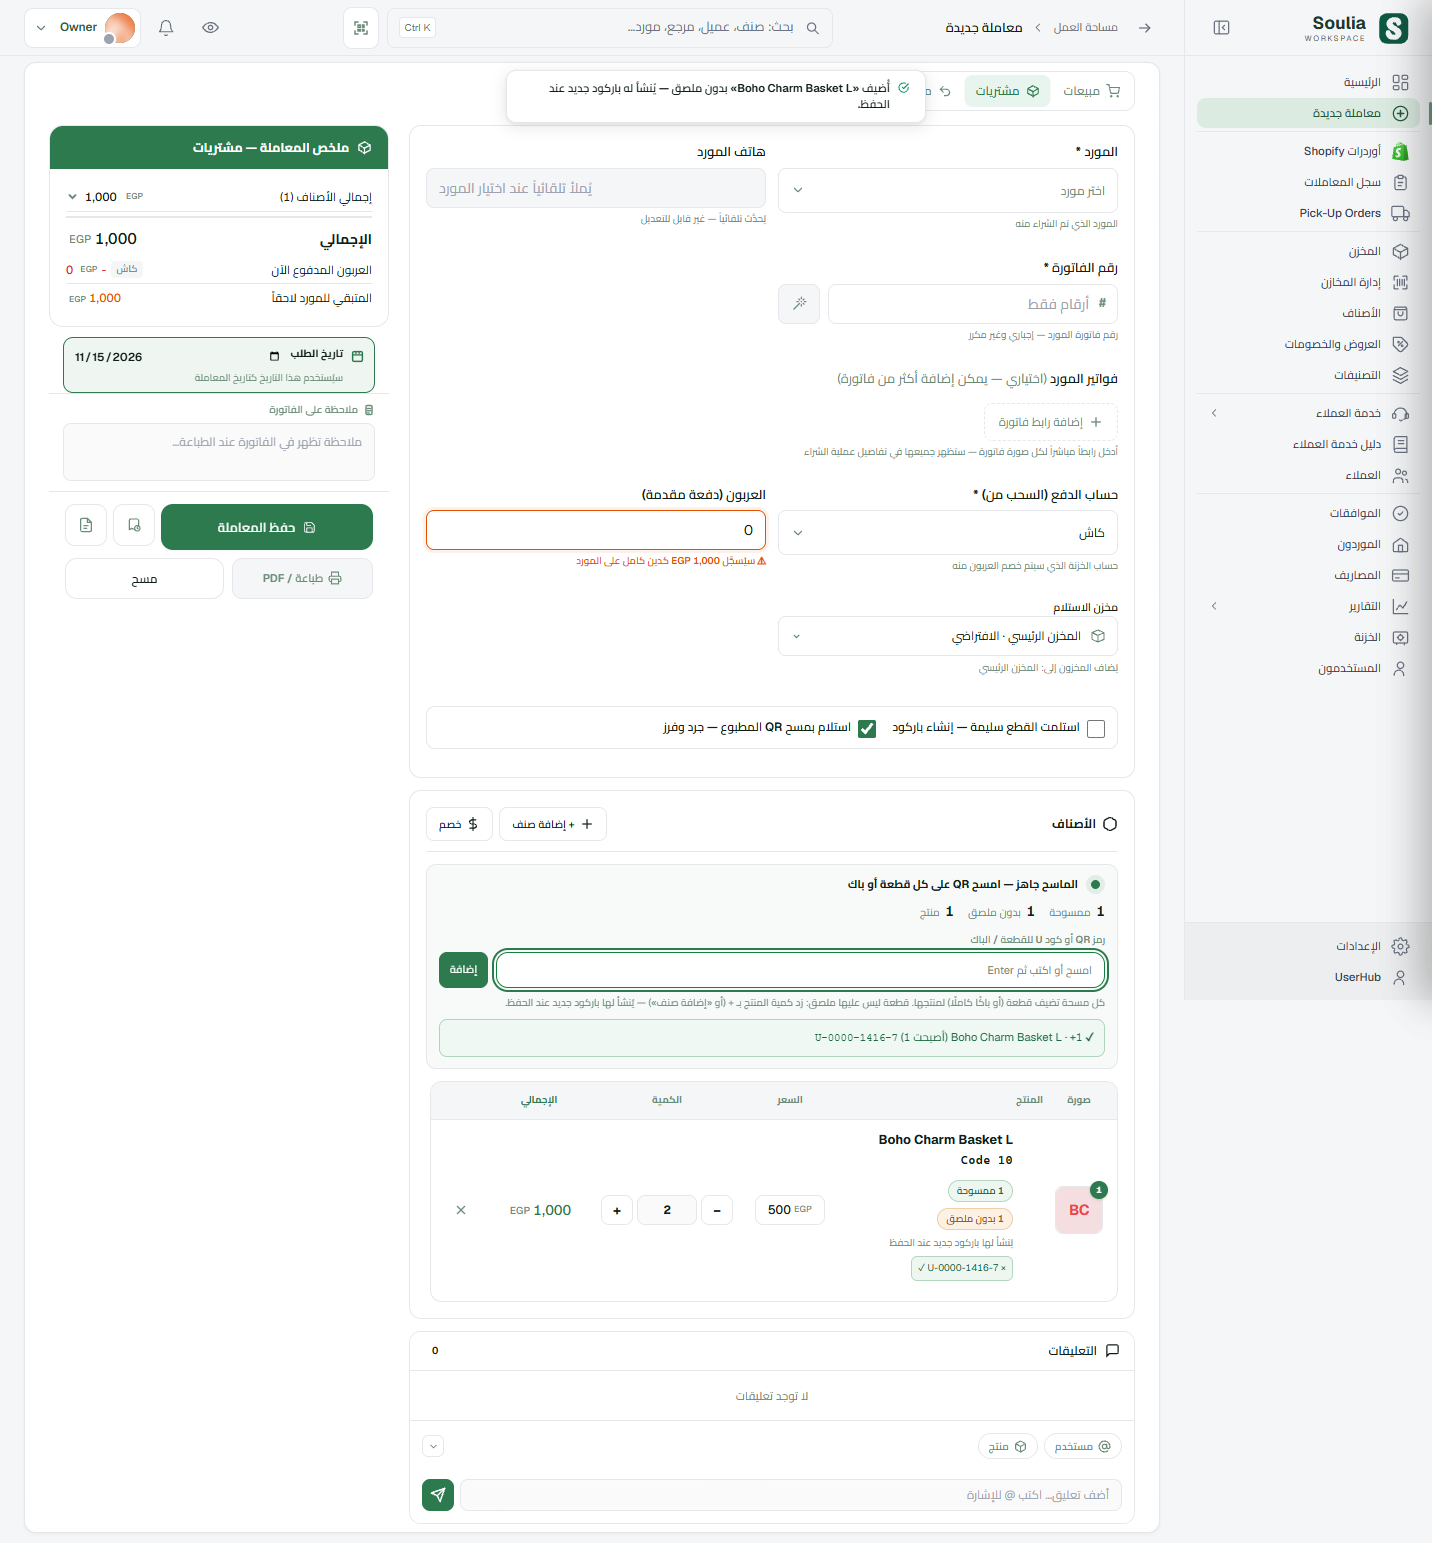 Soulia
WORKSPACE
الرئيسية
معاملة جديدة
أوردرات Shopify
سجل المعاملات
Pick-Up Orders
المخزن
إدارة المخازن
الأصناف
العروض والخصومات
التصنيفات
خدمة العملاء
دليل خدمة العملاء
العملاء
الموافقات
الموردون
المصاريف
التقارير
الخزنة
المستخدمون
الإعدادات
UserHub
مساحة العمل
معاملة جديدة
بحث: صنف، عميل، مرجع، مورد...
Ctrl K
Owner
مبيعات
مشتريات
أُضيف «Boho Charm Basket L» بدون ملصق — يُنشأ له باركود جديد عند
الحفظ.
المورد *
اختر مورد
المورد الذي تم الشراء منه
هاتف المورد
يُملأ تلقائياً عند اختيار المورد
يُحدَّث تلقائياً — غير قابل للتعديل
رقم الفاتورة *
# أرقام فقط
رقم فاتورة المورد — إجباري وغير مكرر
فواتير المورد (اختياري — يمكن إضافة أكثر من فاتورة)
إضافة رابط فاتورة
أدخل رابطاً مباشراً لكل صورة فاتورة — ستظهر جميعها في تفاصيل عملية الشراء
حساب الدفع (السحب من) *
كاش
حساب الخزنة الذي سيتم خصم العربون منه
العربون (دفعة مقدمة)
0
⚠ سيُسجَّل EGP 1,000 كدين كامل على المورد
مخزن الاستلام
المخزن الرئيسي · الافتراضي
يُضاف المخزون إلى: المخزن الرئيسي
استلمت القطع سليمة — إنشاء باركود
استلام بمسح QR المطبوع — جرد وفرز
الأصناف
+ إضافة صنف
خصم
الماسح جاهز — امسح QR على كل قطعة أو باك
1 ممسوحة
1 بدون ملصق
1 منتج
رمز QR أو كود U للقطعة / الباك
امسح أو اكتب ثم Enter
إضافة
كل مسحة تضيف قطعة (أو باكًا كاملًا) لمنتجها. قطعة ليس عليها ملصق: زد كمية المنتج بـ + (أو «إضافة صنف») — يُنشأ لها باركود جديد عند الحفظ.
✓ Boho Charm Basket L · +1 (أصبحت 1) U-0000-1416-7
صورة
المنتج
السعر
الكمية
الإجمالي
1
BC
Boho Charm Basket L
Code 10
1 ممسوحة
1 بدون ملصق
يُنشأ لها باركود جديد عند الحفظ
✓ U-0000-1416-7 ×
500 EGP
−
2
+
EGP 1,000
×
التعليقات
0
لا توجد تعليقات
مستخدم
منتج
أضف تعليق... اكتب @ للإشارة
ملخص المعاملة — مشتريات
إجمالي الأصناف (1)
1,000 EGP
الإجمالي
EGP 1,000
العربون المدفوع الآن
كاش
- EGP 0
المتبقي للمورد لاحقاً
EGP 1,000
تاريخ الطلب
11/15/2026
سيُستخدم هذا التاريخ كتاريخ المعاملة
ملاحظة على الفاتورة
ملاحظة تظهر في الفاتورة عند الطباعة...
حفظ المعاملة
طباعة / PDF
مسح